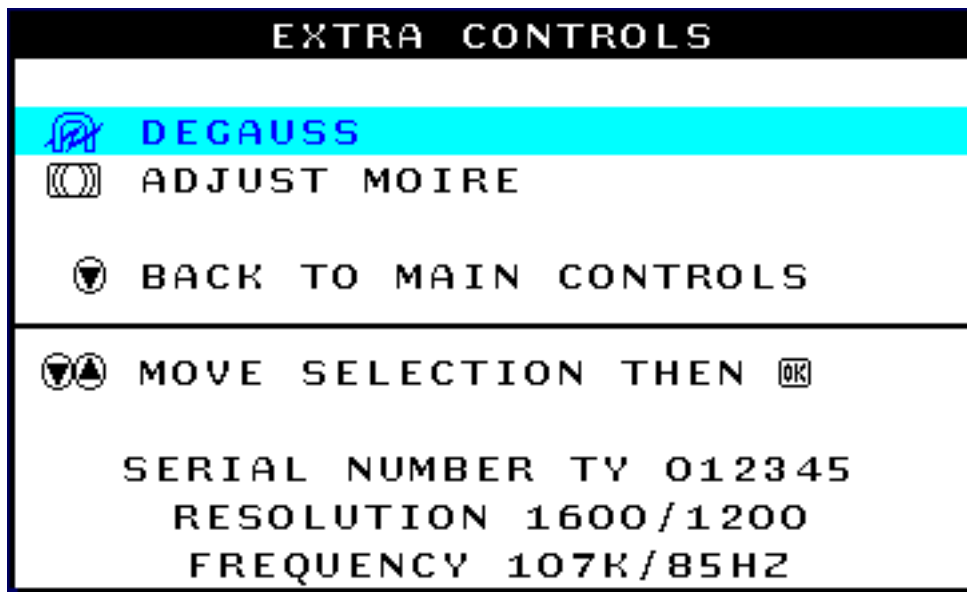 EXTRA CONTROLS
DEGAUSS
ADJUST MOIRE
BACK TO MAIN CONTROLS
MOVE SELECTION THEN OK
SERIAL NUMBER TY 012345
RESOLUTION 1600/1200
FREQUENCY 107K/85HZ